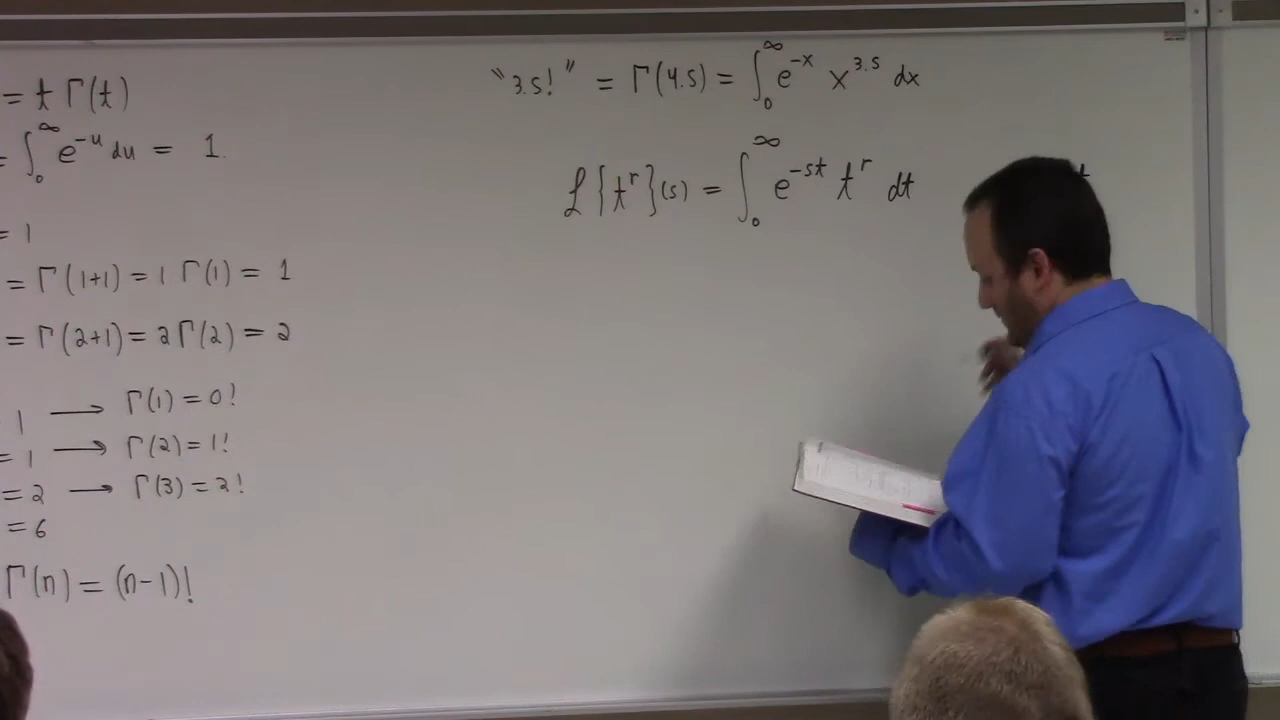 = t Γ(t)
= ∫₀^∞ e^{-u} du = 1.
= 1
= Γ(1+1) = 1 Γ(1) = 1
= Γ(2+1) = 2Γ(2) = 2
1 → Γ(1) = 0!
= 1 → Γ(2) = 1!
= 2 → Γ(3) = 2!
= 6
Γ(n) = (n-1)!
"3.5!" = Γ(4.5) = ∫₀^∞ e^{-x} x^{3.5} dx
ℒ{t^r}(s) = ∫₀^∞ e^{-st} t^r dt